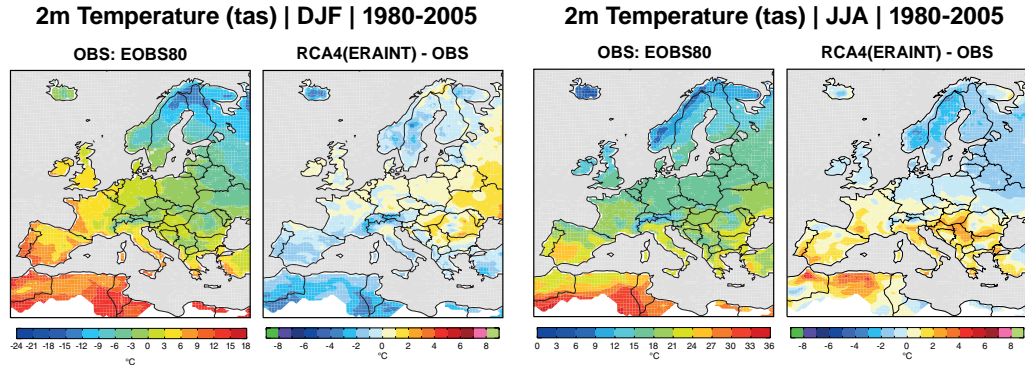 2m Temperature (tas) | DJF | 1980-2005
OBS: EOBS80
RCA4(ERAINT) - OBS
-24 -21 -18 -15 -12 -9 -6 -3 0 3 6 9 12 15 18
°C
-8 -6 -4 -2 0 2 4 6 8
°C
2m Temperature (tas) | JJA | 1980-2005
OBS: EOBS80
RCA4(ERAINT) - OBS
0 3 6 9 12 15 18 21 24 27 30 33 36
°C
-8 -6 -4 -2 0 2 4 6 8
°C